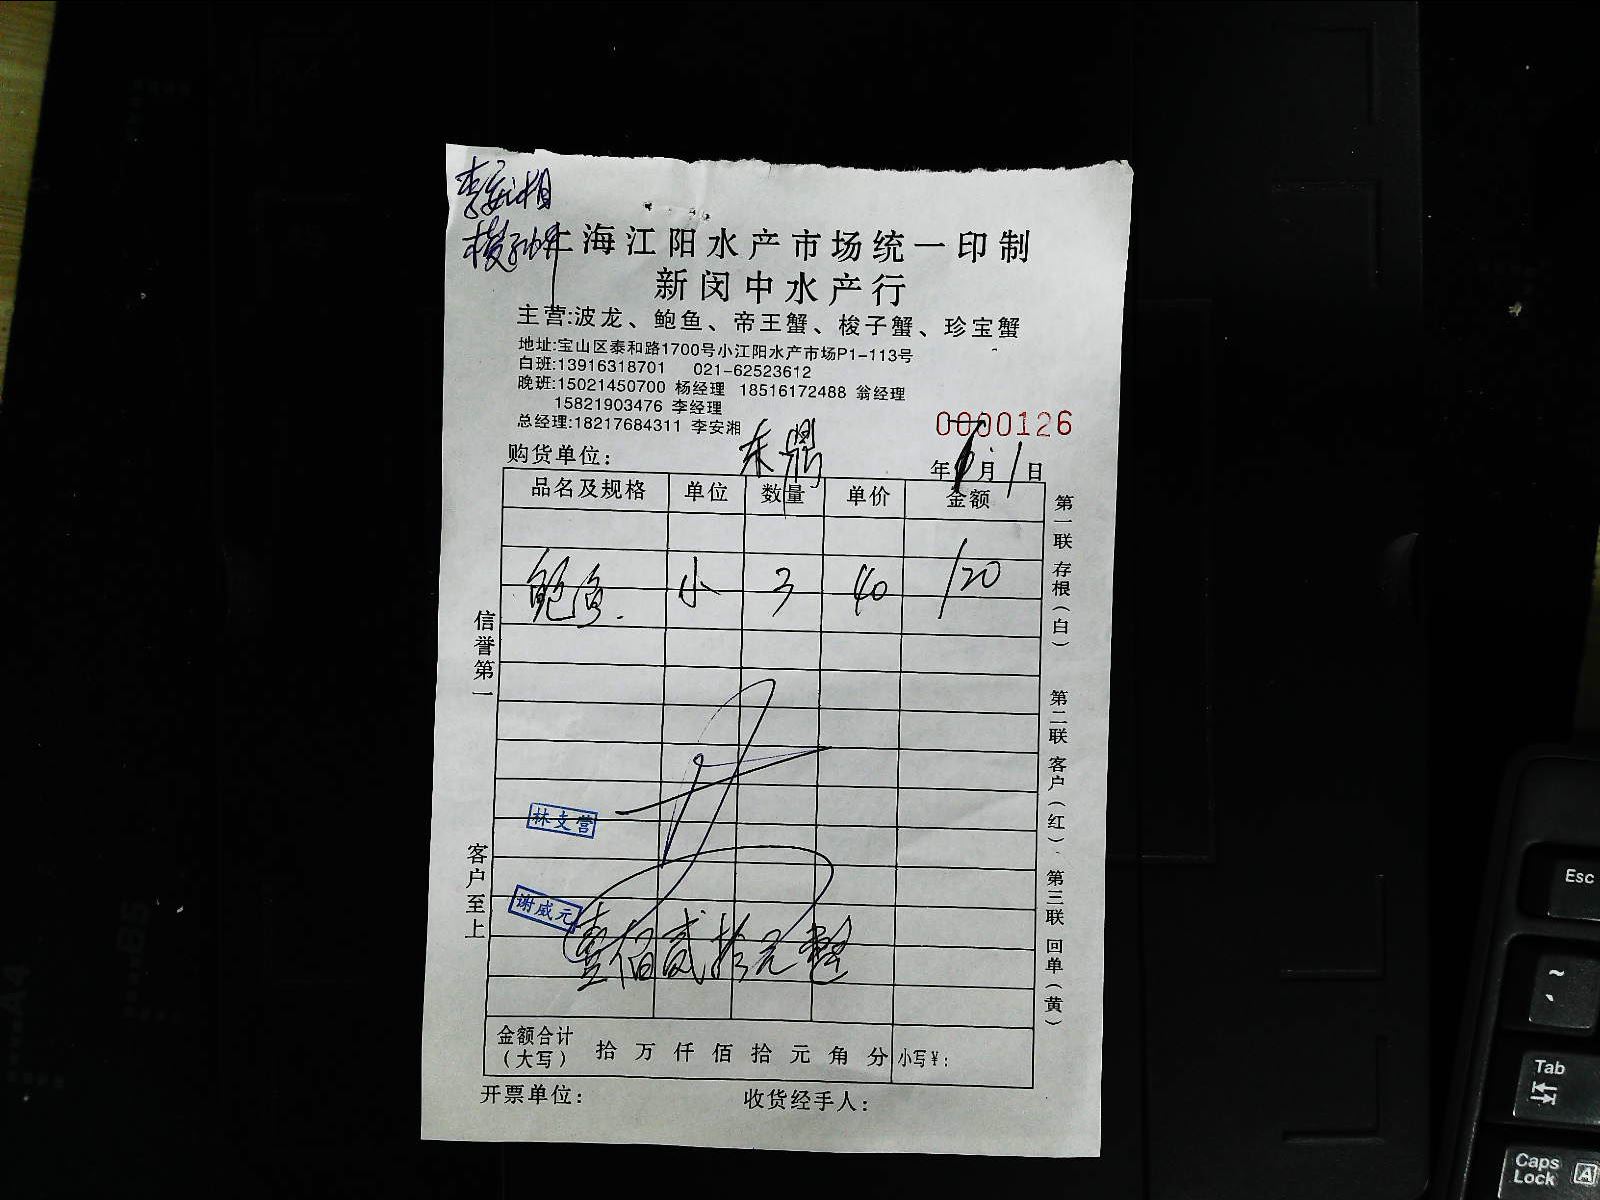 李安湘
上海江阳水产市场统一印制
新闵中水产行
主营:波龙、鲍鱼、帝王蟹、梭子蟹、珍宝蟹
地址:宝山区泰和路1700号小江阳水产市场P1-113号
白班:13916318701 021-62523612
晚班:15021450700 杨经理 18516172488 翁经理
15821903476 李经理
总经理:18217684311 李安湘
0000126
购货单位:
年 月 1 日
品名及规格 单位 数量 单价 金额
鲍鱼 小 3 40 120
信誉第一
客户至上
林支营
谢威元
壹佰贰拾元整
金额合计(大写) 拾 万 仟 佰 拾 元 角 分 小写¥:
开票单位: 收货经手人:
第一联 存根(白) 第二联 客户(红) 第三联 回单(黄)
Esc
~
Tab
Caps Lock
A
A4
B5